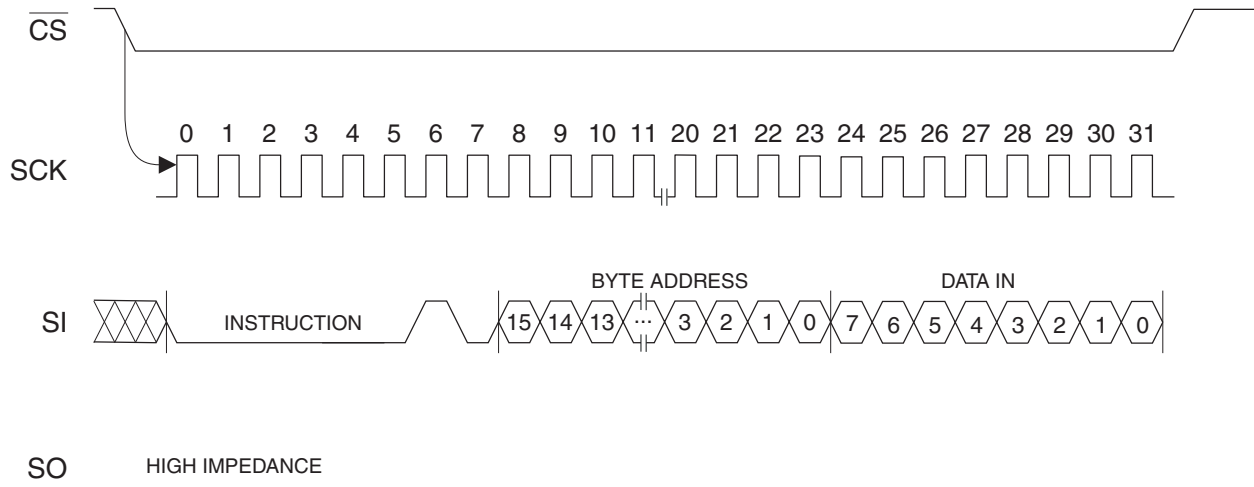 CS
0 1 2 3 4 5 6 7 8 9 10 11 20 21 22 23 24 25 26 27 28 29 30 31
SCK
BYTE ADDRESS DATA IN
SI INSTRUCTION 15 14 13 ... 3 2 1 0 7 6 5 4 3 2 1 0
SO HIGH IMPEDANCE